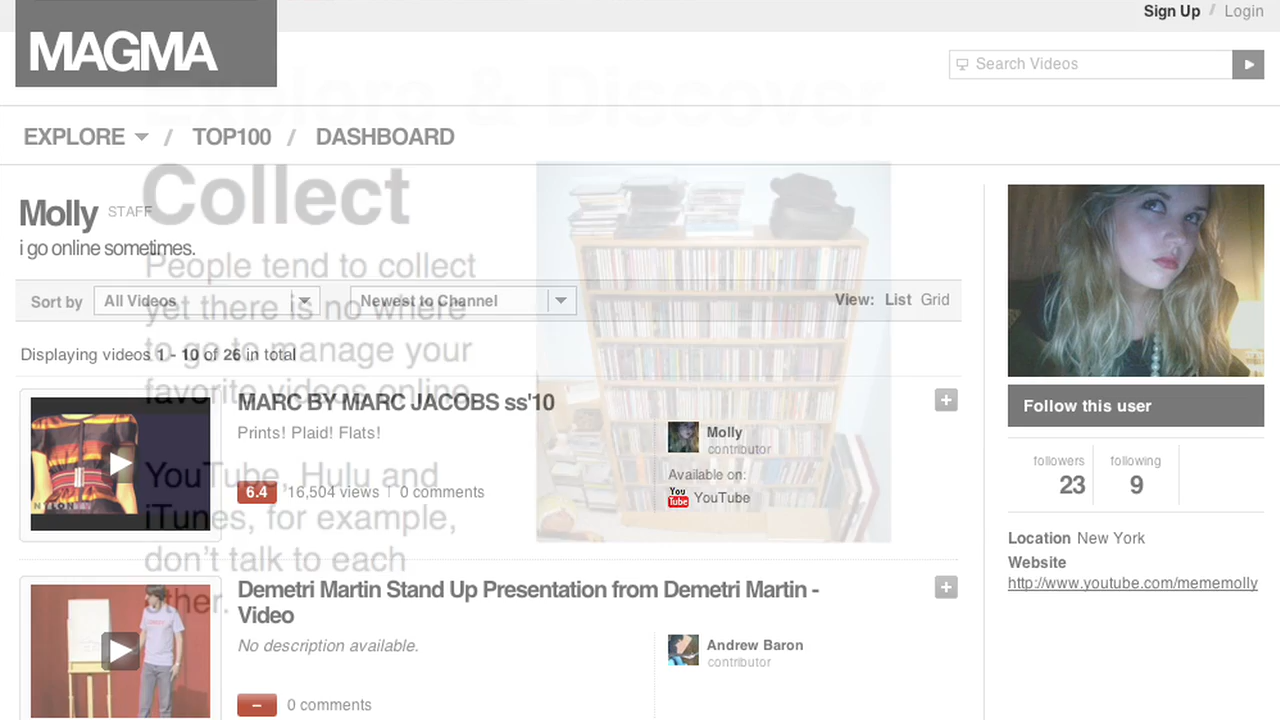 Sign Up / Login
MAGMA
Search Videos
Explore & Discover
EXPLORE / TOP100 / DASHBOARD
Collect
Molly STAFF
i go online sometimes.
People tend to collect
yet there is no where
to go to manage your
favorite videos online.
YouTube, Hulu and
iTunes, for example,
don't talk to each
other.
Sort by All Videos Newest to Channel View: List Grid
Displaying videos 1 - 10 of 26 in total
MARC BY MARC JACOBS ss'10
Prints! Plaid! Flats!
6.4 16,504 views | 0 comments
NYLON
Molly
contributor
Available on:
You Tube YouTube
Demetri Martin Stand Up Presentation from Demetri Martin -
Video
No description available.
– 0 comments
Andrew Baron
contributor
Follow this user
followers following
23 9
Location New York
Website
http://www.youtube.com/mememolly